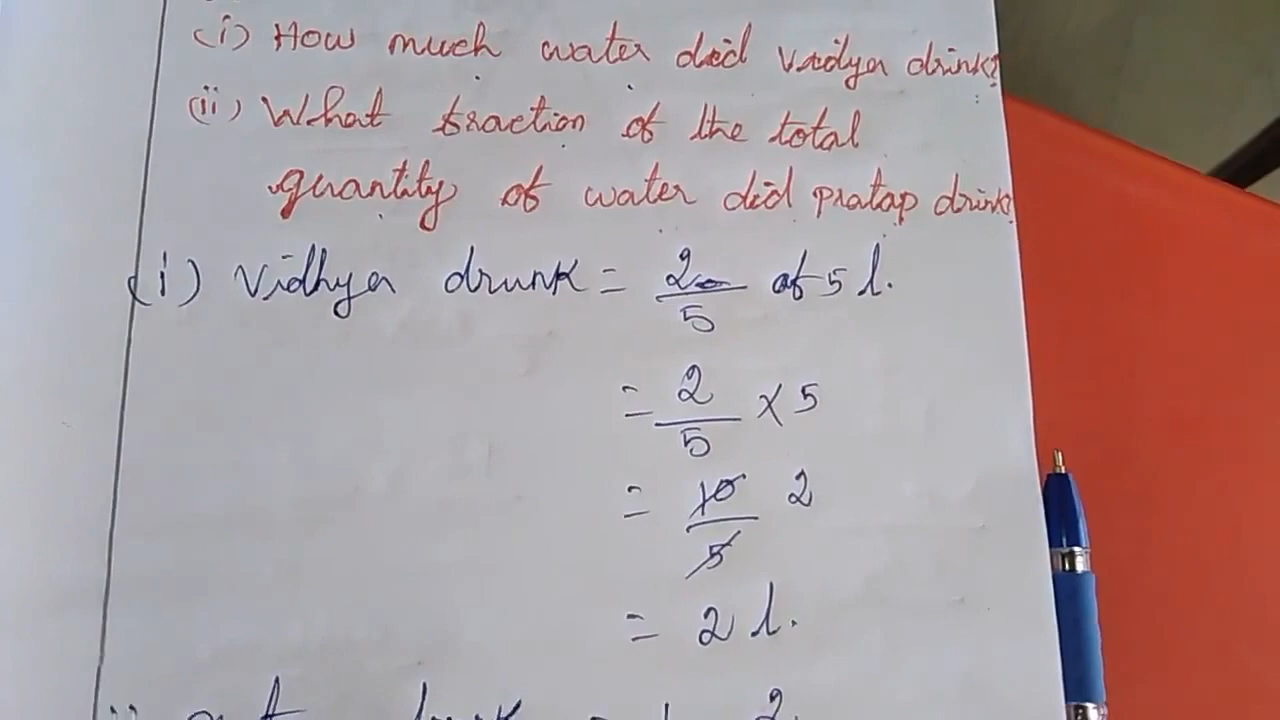 (i) How much water did Vidya drink?
(ii) What fraction of the total
quantity of water did pratap drink?
(i) Vidhya drunk = 2/5 of 5 l.
= 2/5 × 5
= 10/5 2
= 2 l.